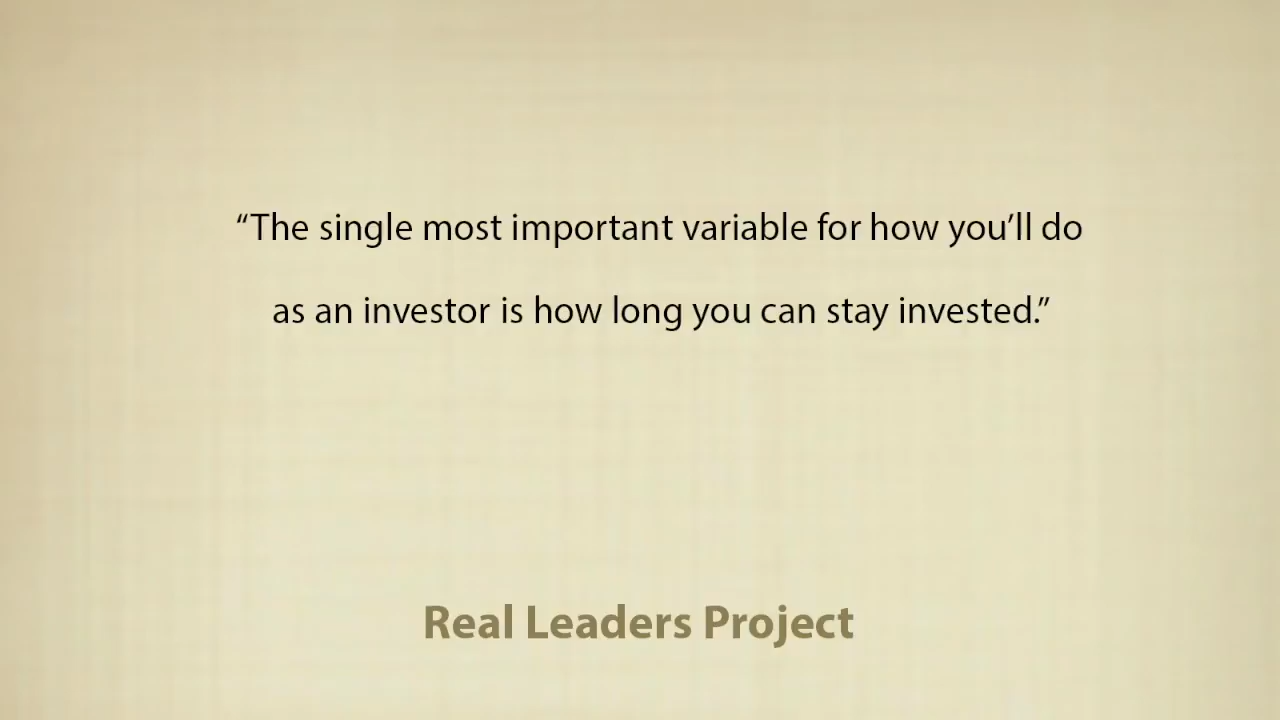 “The single most important variable for how you’ll do
as an investor is how long you can stay invested.”
Real Leaders Project